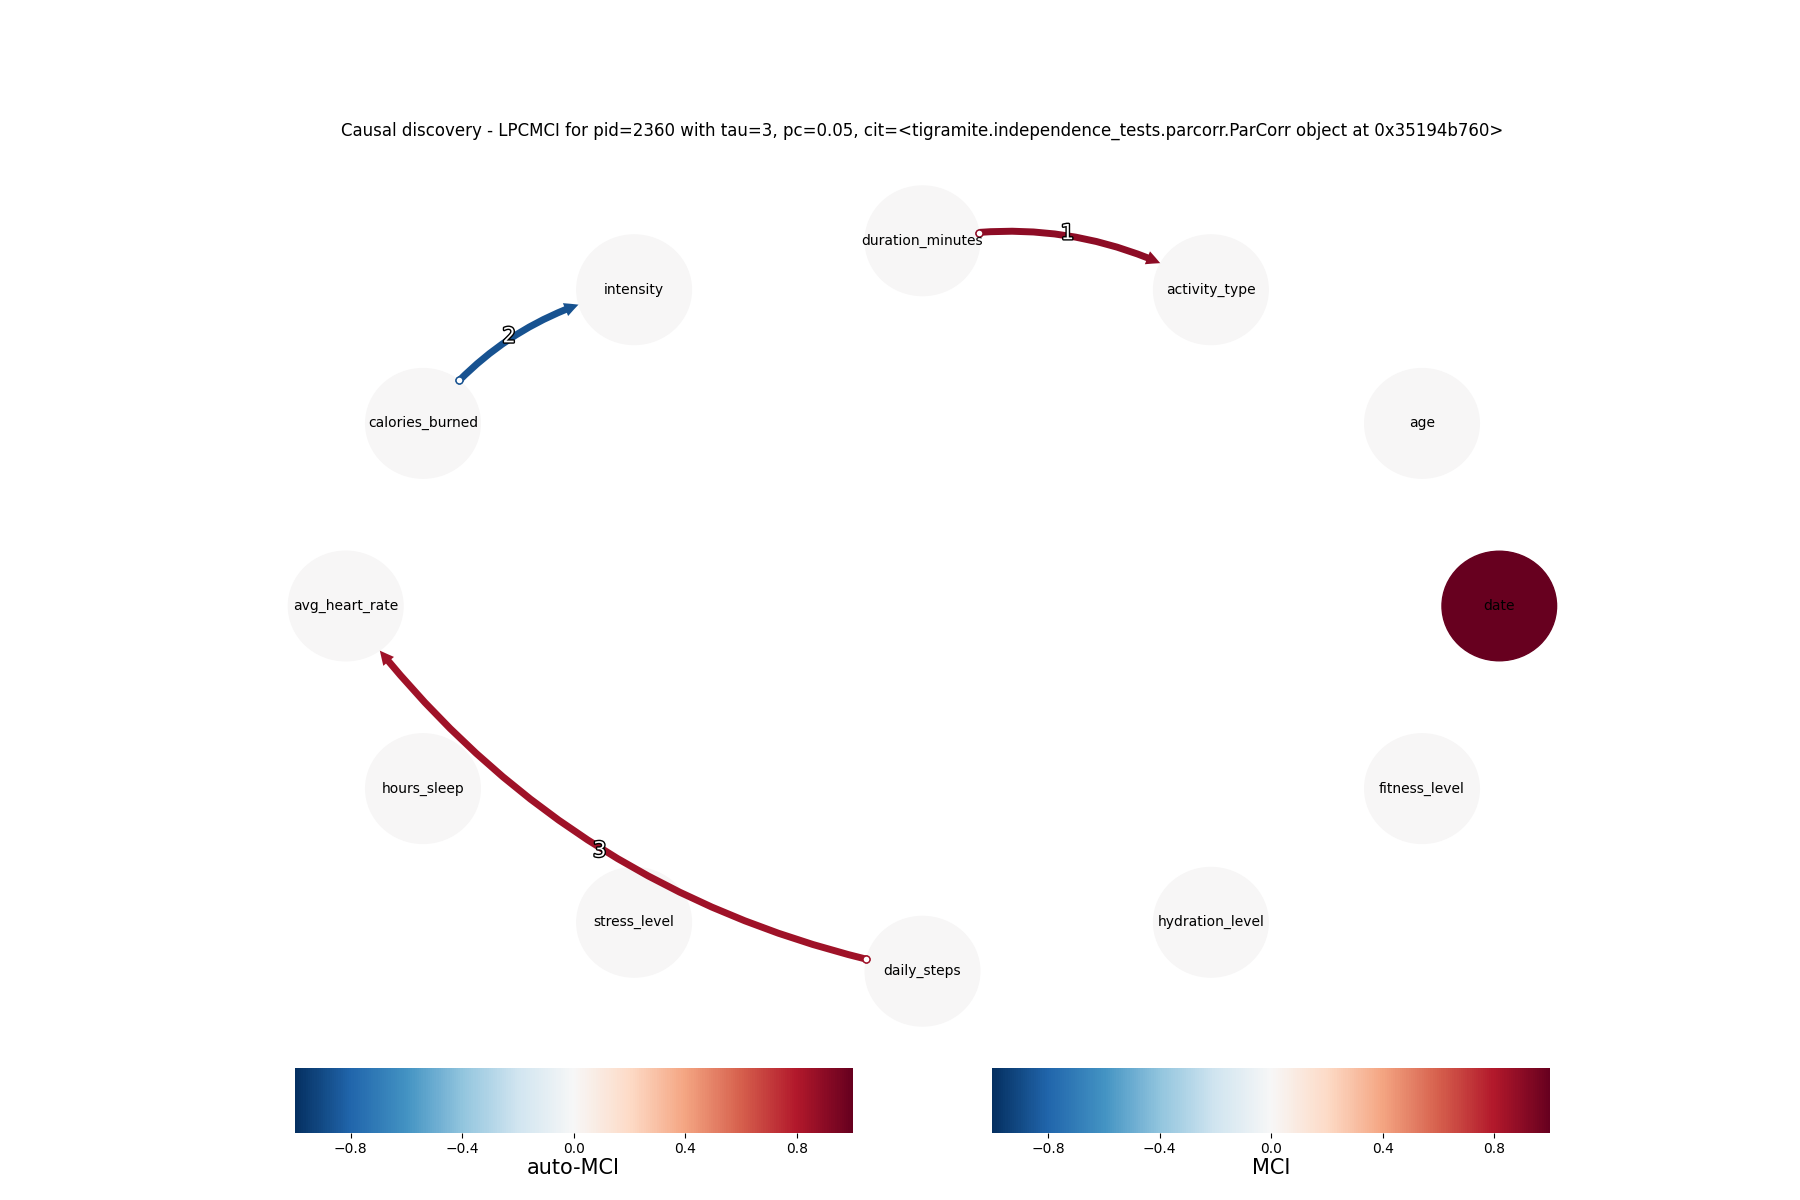 Causal discovery - LPCMCI for pid=2360 with tau=3, pc=0.05, cit=<tigramite.independence_tests.parcorr.ParCorr object at 0x35194b760>
duration_minutes
1
intensity
activity_type
2
calories_burned
age
avg_heart_rate
date
hours_sleep
fitness_level
3
stress_level
hydration_level
daily_steps
−0.8 −0.4 0.0 0.4 0.8
auto-MCI
−0.8 −0.4 0.0 0.4 0.8
MCI